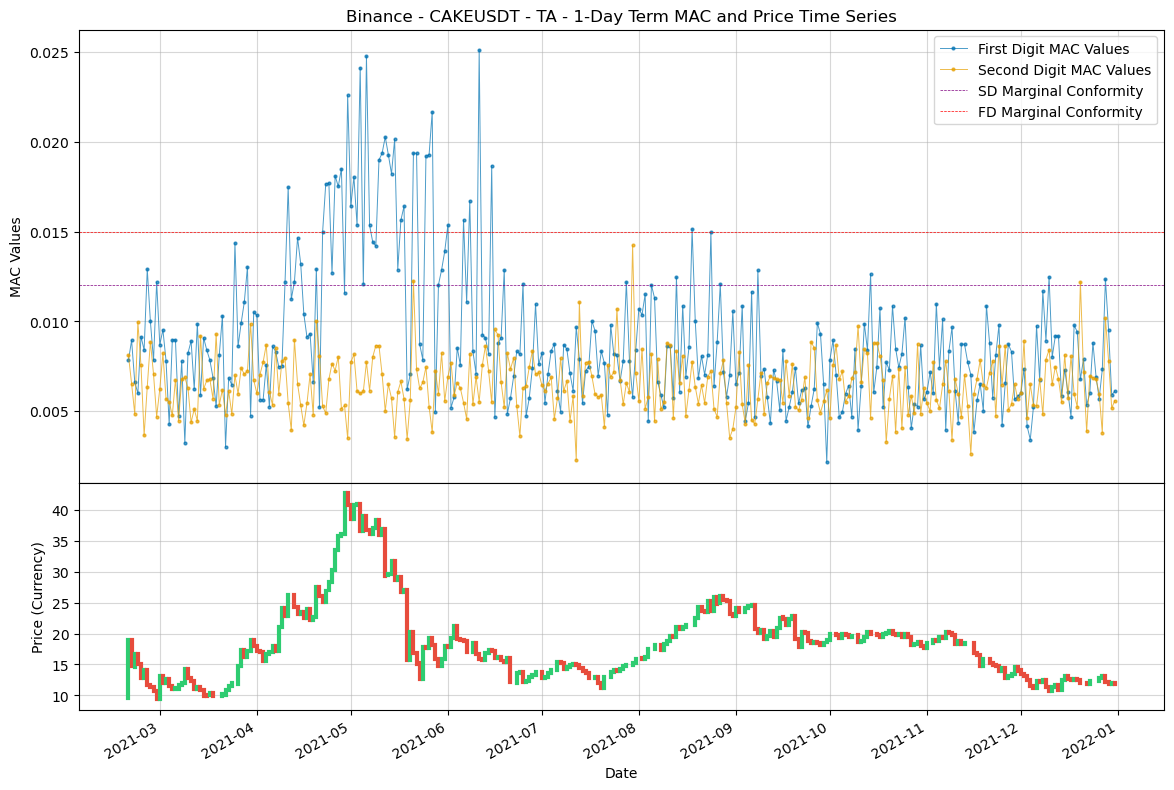 Binance - CAKEUSDT - TA - 1-Day Term MAC and Price Time Series
First Digit MAC Values
Second Digit MAC Values
SD Marginal Conformity
FD Marginal Conformity
MAC Values
0.025
0.020
0.015
0.010
0.005
Price (Currency)
40
35
30
25
20
15
10
2021-03
2021-04
2021-05
2021-06
2021-07
2021-08
2021-09
2021-10
2021-11
2021-12
2022-01
Date